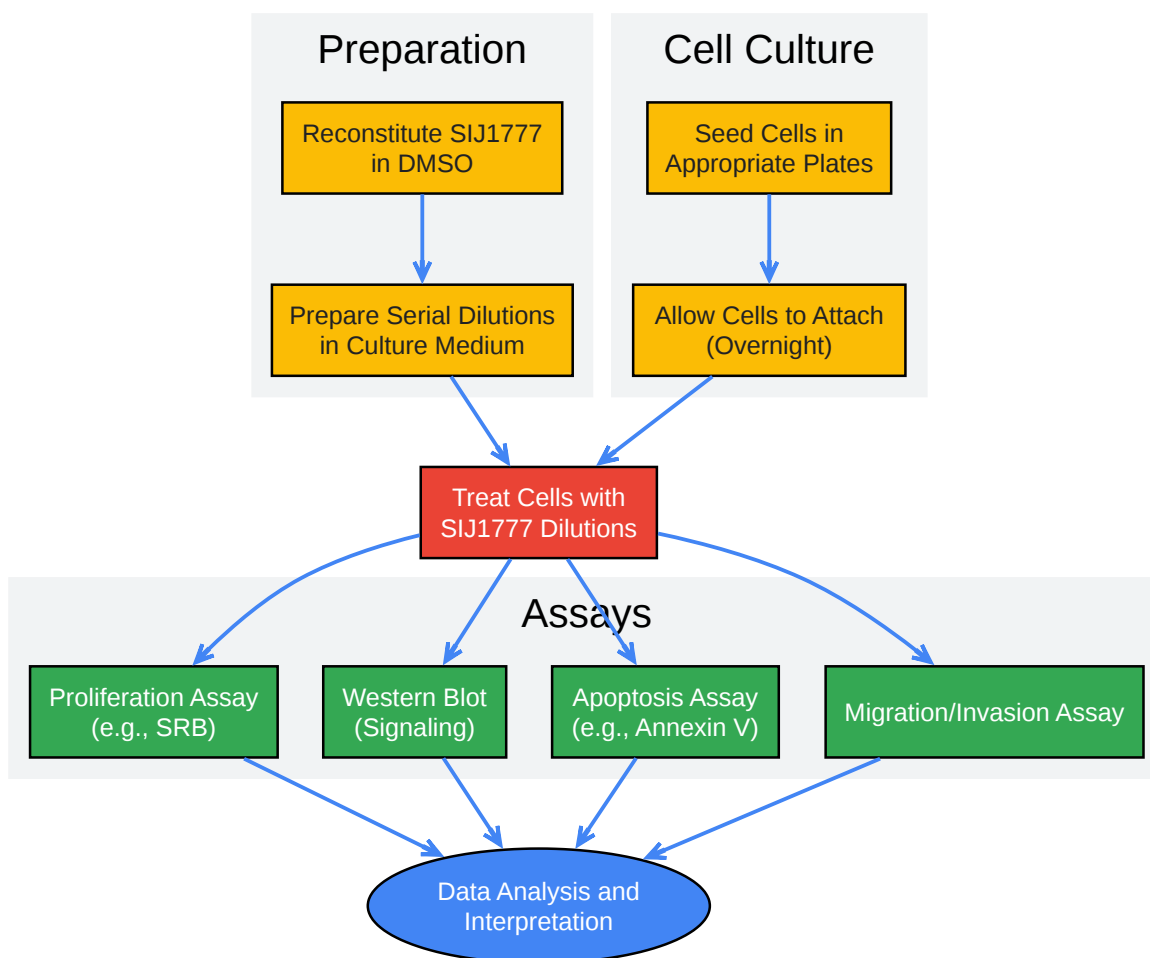 Preparation
Cell Culture
Reconstitute SIJ1777
in DMSO
Seed Cells in
Appropriate Plates
Prepare Serial Dilutions
in Culture Medium
Allow Cells to Attach
(Overnight)
Treat Cells with
SIJ1777 Dilutions
Assays
Proliferation Assay
(e.g., SRB)
Western Blot
(Signaling)
Apoptosis Assay
(e.g., Annexin V)
Migration/Invasion Assay
Data Analysis and
Interpretation